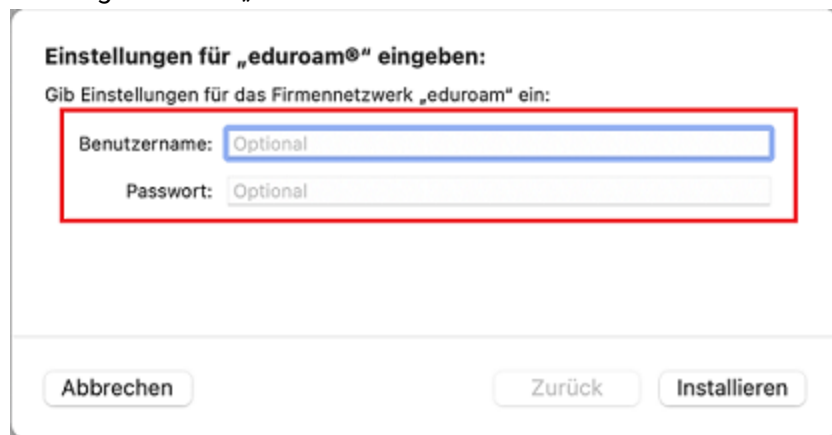 Einstellungen für „eduroam®“ eingeben:
Gib Einstellungen für das Firmennetzwerk „eduroam“ ein:
Benutzername: Optional
Passwort: Optional
Abbrechen Zurück Installieren